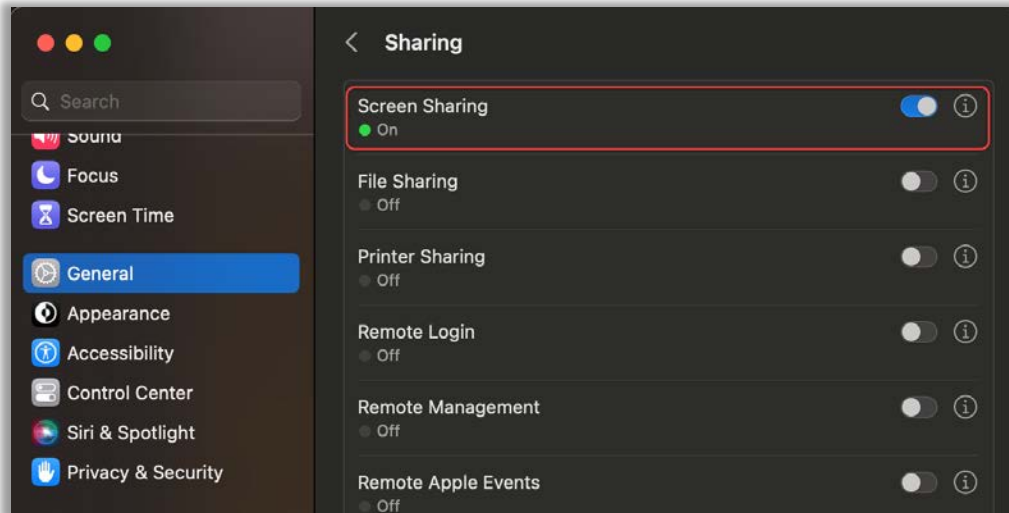 Search
Sound
Focus
Screen Time
General
Appearance
Accessibility
Control Center
Siri & Spotlight
Privacy & Security
Sharing
Screen Sharing
On
File Sharing
Off
Printer Sharing
Off
Remote Login
Off
Remote Management
Off
Remote Apple Events
Off